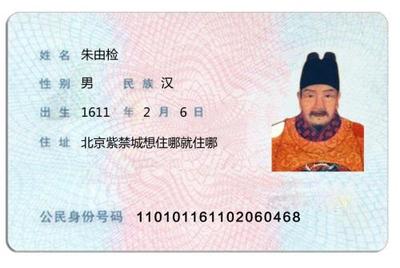 姓名 朱由检
性别 男 民族 汉
出生 1611 年 2 月 6 日
住址 北京紫禁城想住哪就住哪
公民身份号码 110101161102060468